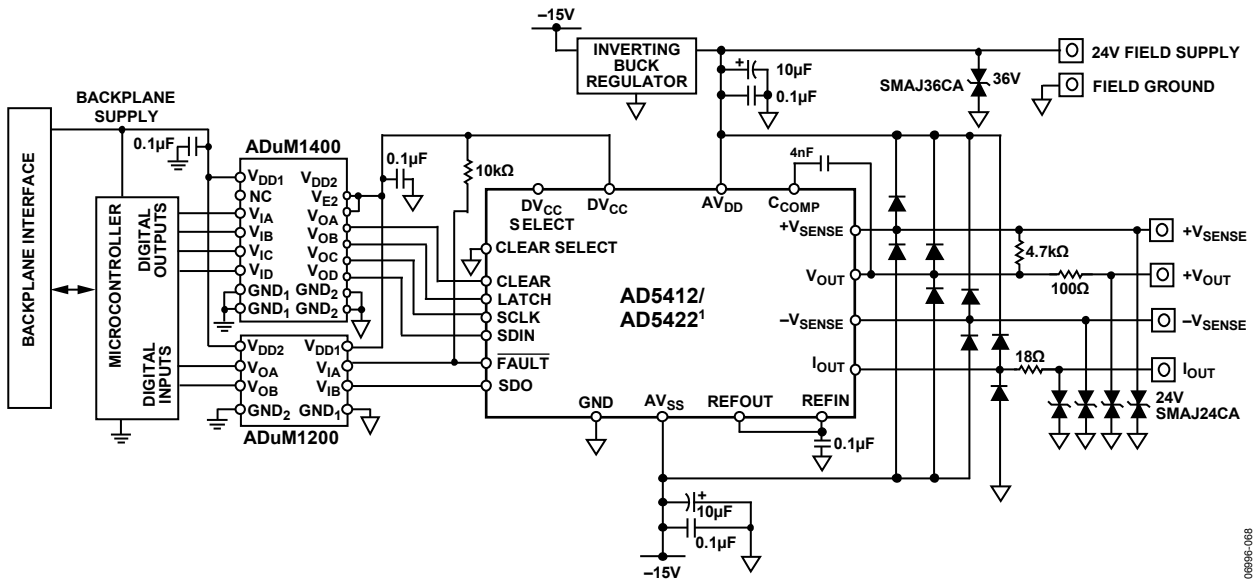 –15V
INVERTING
BUCK
REGULATOR
10µF
0.1µF
SMAJ36CA
36V
24V FIELD SUPPLY
FIELD GROUND
BACKPLANE
SUPPLY
0.1µF
BACKPLANE INTERFACE
MICROCONTROLLER
DIGITAL
OUTPUTS
DIGITAL
INPUTS
ADuM1400
VDD1
NC
VIA
VIB
VIC
VID
GND1
GND1
VDD2
VE2
VOA
VOB
VOC
VOD
GND2
GND2
VDD2
VOA
VOB
GND2
VDD1
VIA
VIB
GND1
ADuM1200
0.1µF
10kΩ
4nF
DVCC
SELECT
DVCC
AVDD
CCOMP
CLEAR SELECT
CLEAR
LATCH
SCLK
SDIN
FAULT
SDO
AD5412/
AD5422¹
+VSENSE
VOUT
–VSENSE
IOUT
GND
AVSS
REFOUT
REFIN
0.1µF
4.7kΩ
100Ω
18Ω
+VSENSE
+VOUT
–VSENSE
IOUT
24V
SMAJ24CA
10µF
0.1µF
–15V
+
+
06996-068